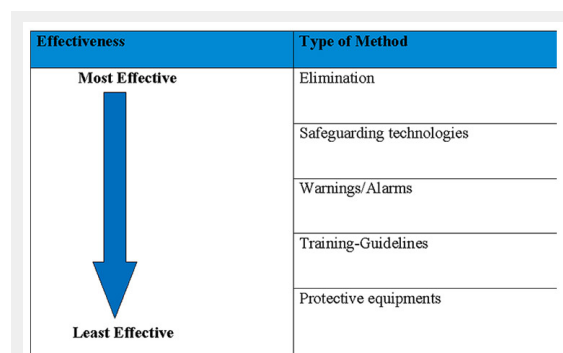 Effectiveness Type of Method
Most Effective Elimination
Safeguarding technologies
Warnings/Alarms
Training-Guidelines
Protective equipments
Least Effective